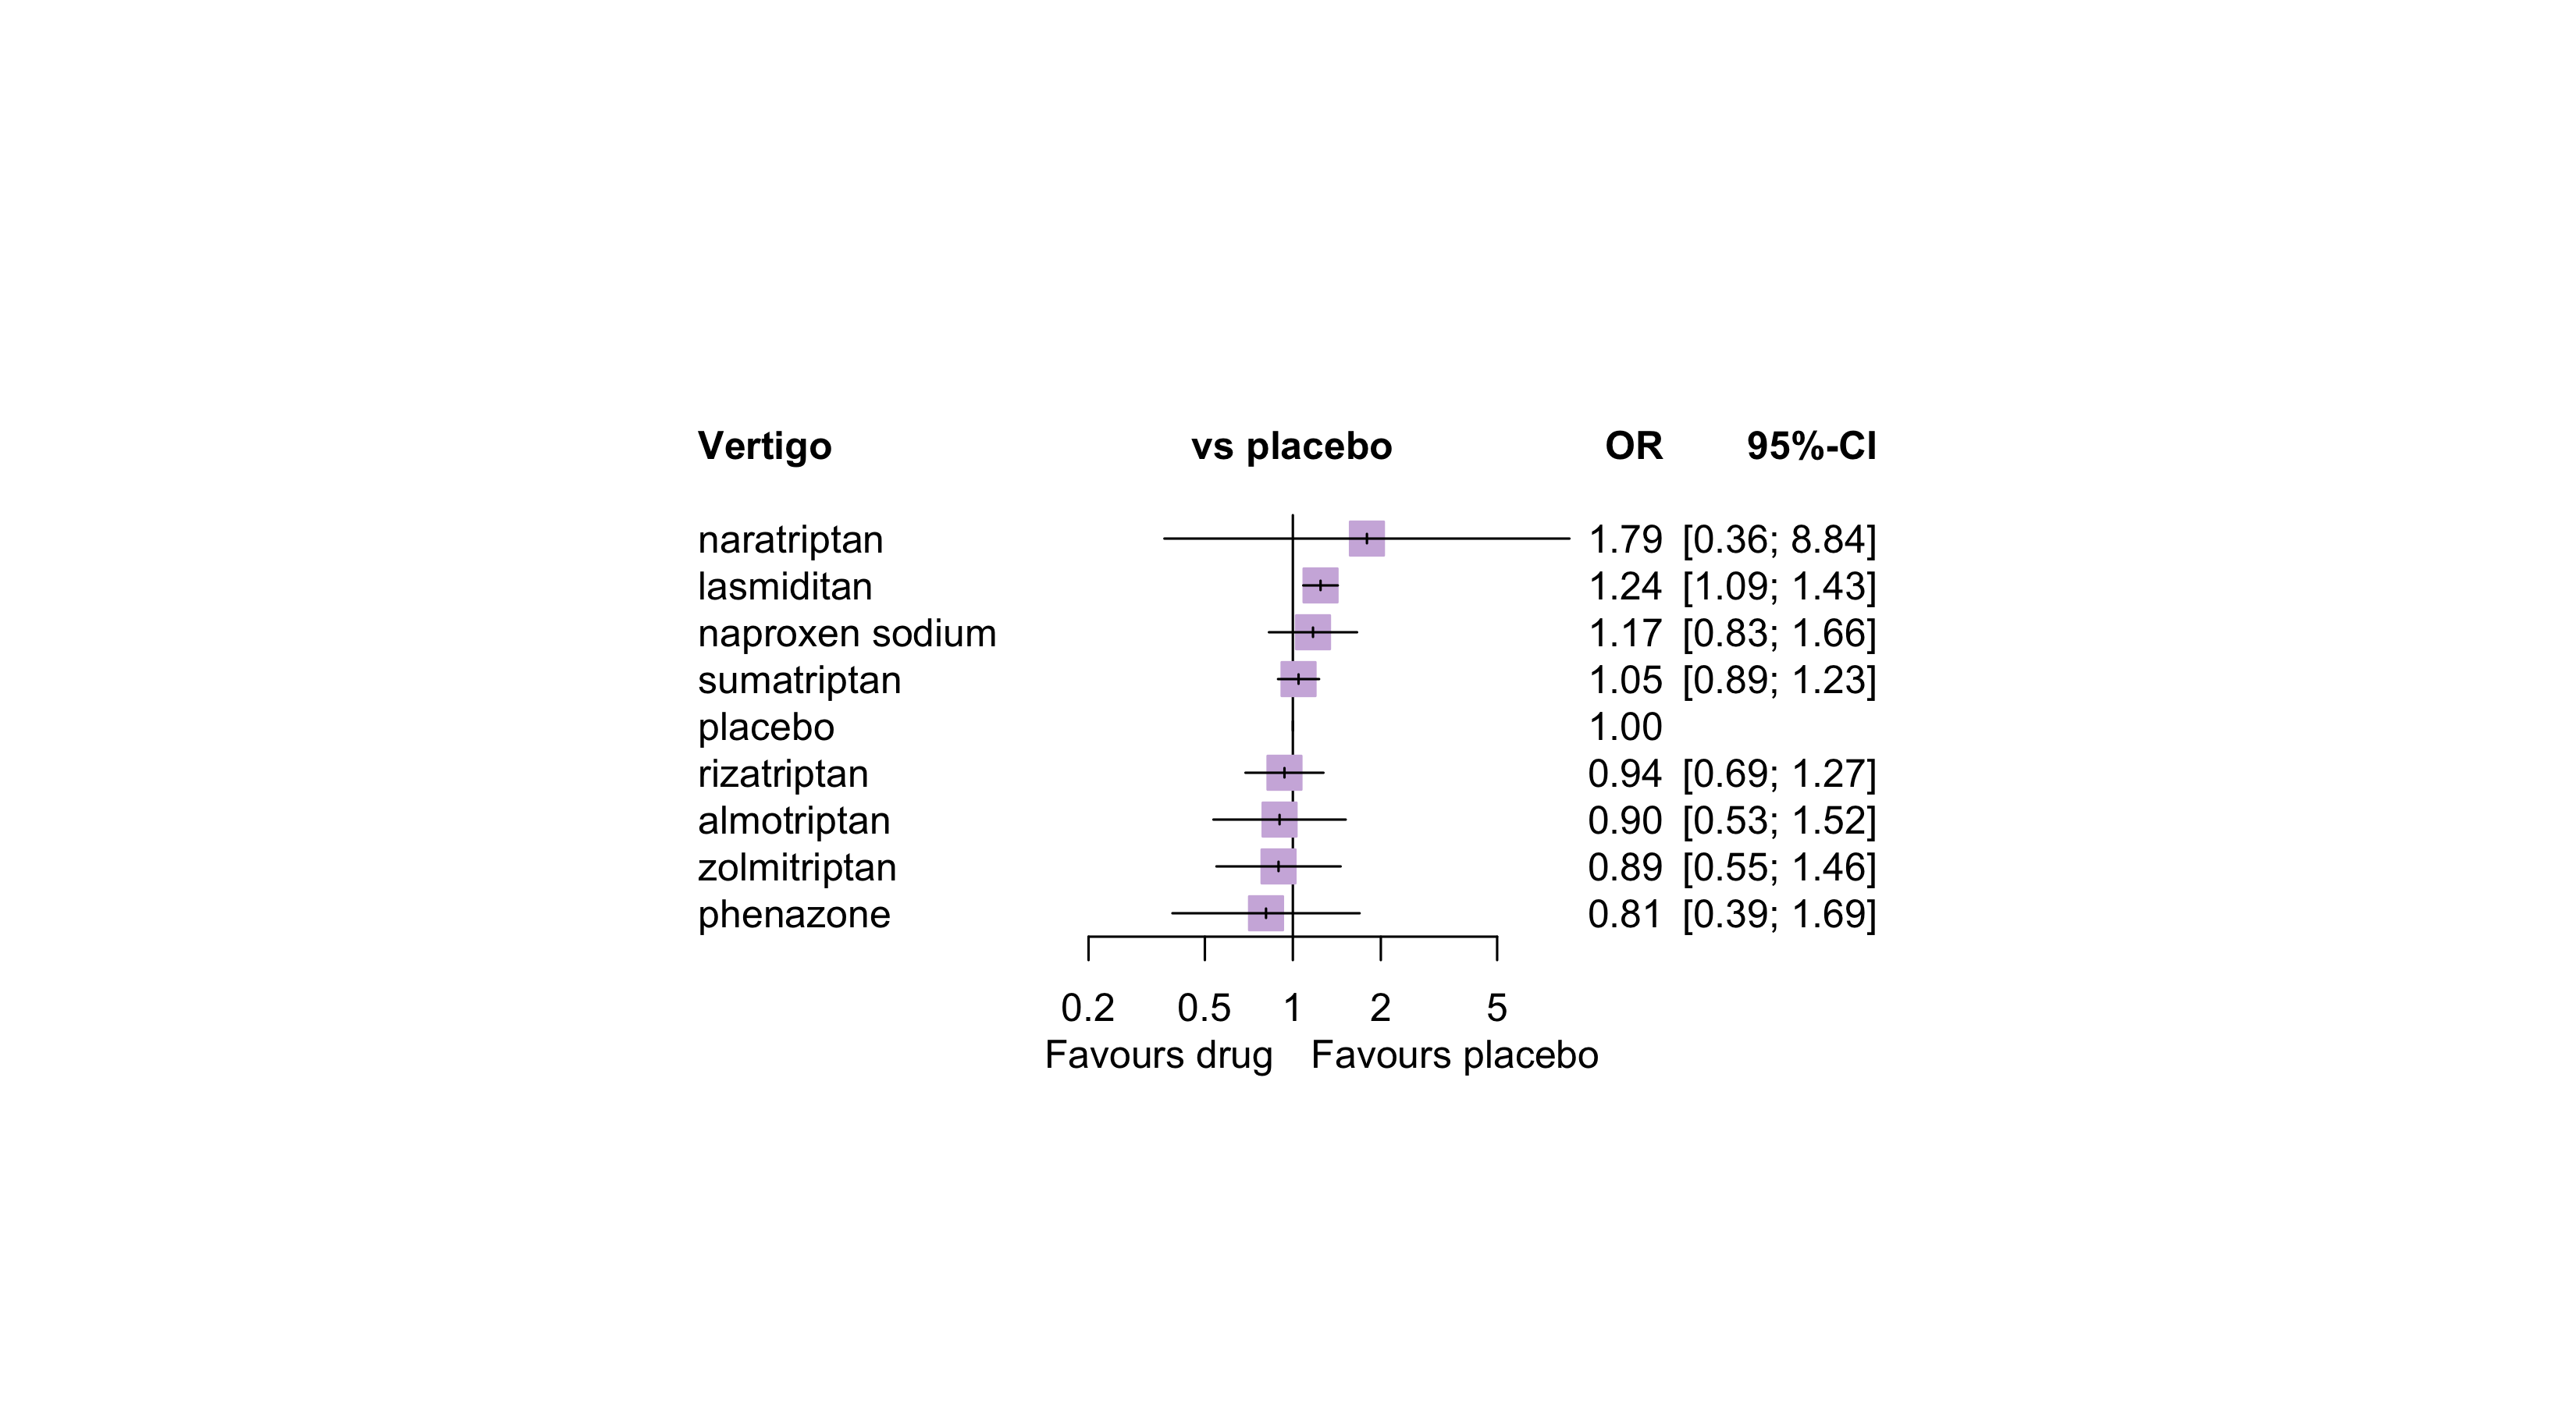 Vertigo vs placebo OR 95%-CI
naratriptan 1.79 [0.36; 8.84]
lasmiditan 1.24 [1.09; 1.43]
naproxen sodium 1.17 [0.83; 1.66]
sumatriptan 1.05 [0.89; 1.23]
placebo 1.00
rizatriptan 0.94 [0.69; 1.27]
almotriptan 0.90 [0.53; 1.52]
zolmitriptan 0.89 [0.55; 1.46]
phenazone 0.81 [0.39; 1.69]
0.2 0.5 1 2 5
Favours drug Favours placebo